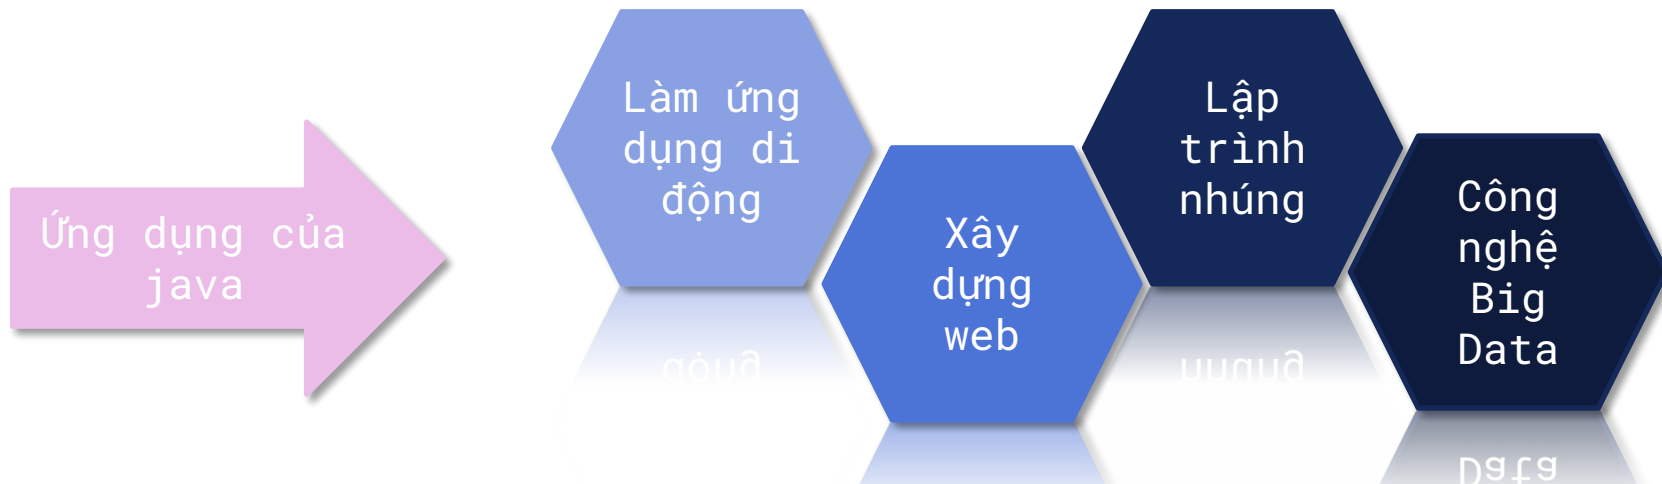 Ứng dụng của
java
Làm ứng
dụng di
động
Xây
dựng
web
Lập
trình
nhúng
Công
nghệ
Big
Data